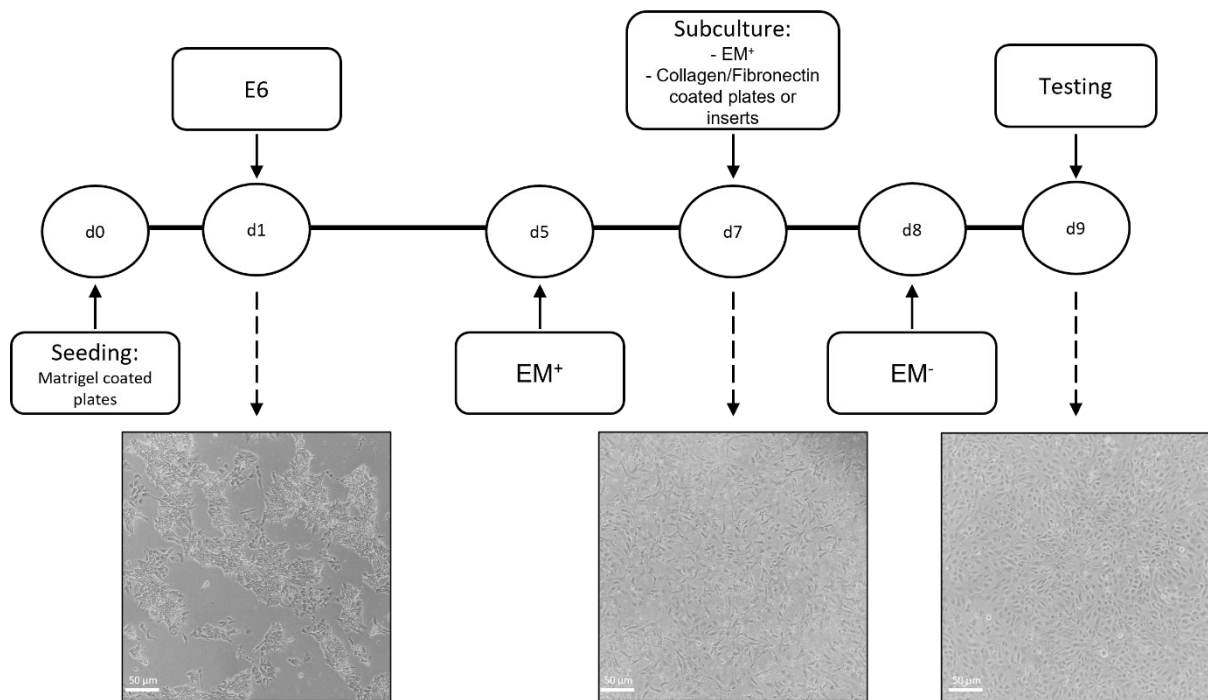 E6
Subculture:
- EM⁺
- Collagen/Fibronectin
coated plates or
inserts
Testing
d0
d1
d5
d7
d8
d9
Seeding:
Matrigel coated
plates
EM⁺
EM⁻
50 µm
50 µm
50 µm